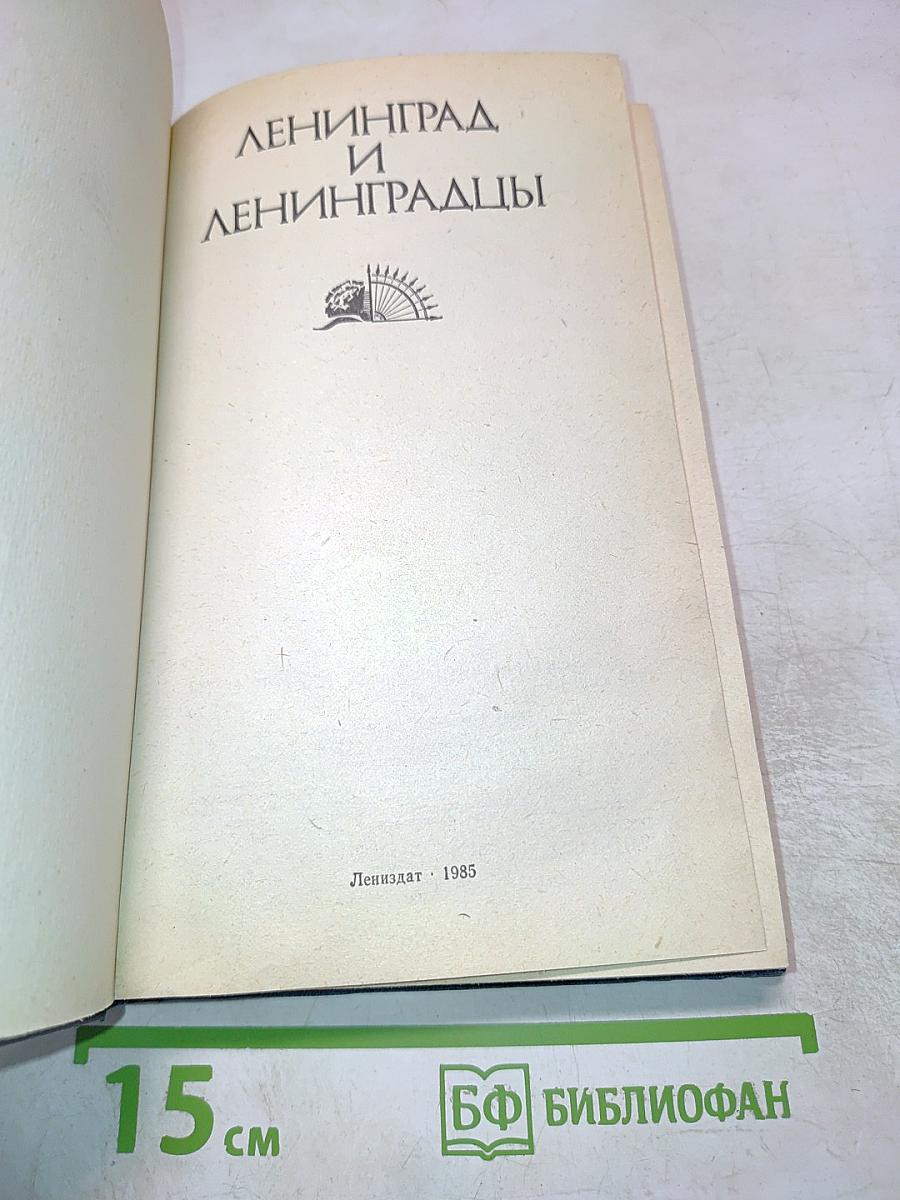 ЛЕНИНГРАД
И
ЛЕНИНГРАДЦЫ
Лениздат · 1985
15 см
БФ БИБЛИОФАН